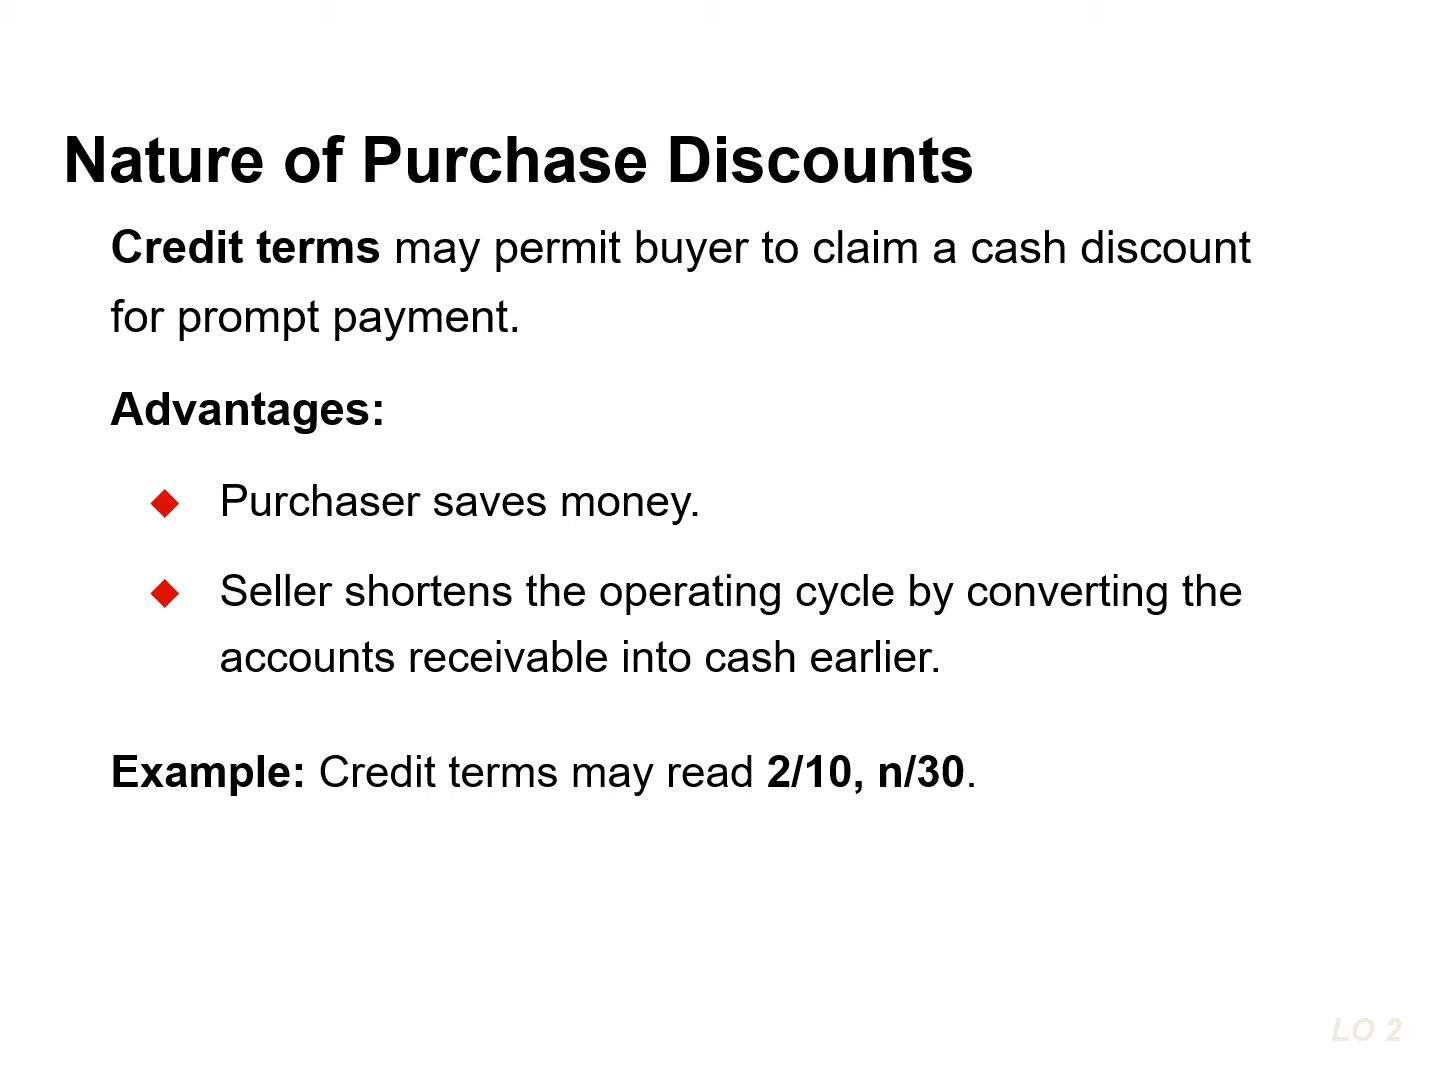 Nature of Purchase Discounts
Credit terms may permit buyer to claim a cash discount
for prompt payment.
Advantages:
Purchaser saves money.
Seller shortens the operating cycle by converting the
accounts receivable into cash earlier.
Example: Credit terms may read 2/10, n/30.
LO 2